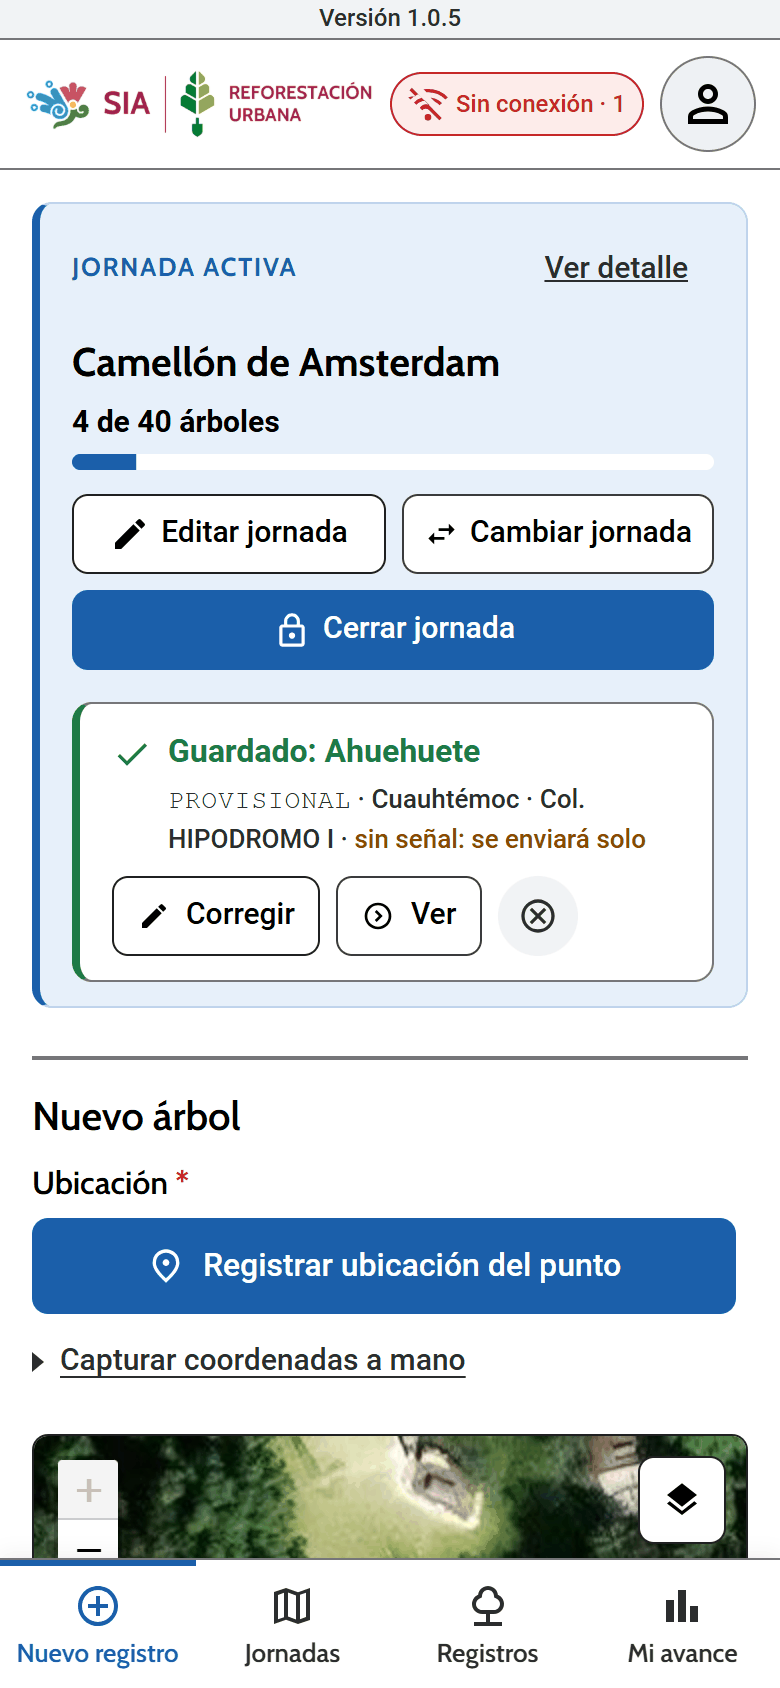 Versión 1.0.5
SIA
REFORESTACIÓN
URBANA
Sin conexión · 1
JORNADA ACTIVA
Ver detalle
Camellón de Amsterdam
4 de 40 árboles
Editar jornada
Cambiar jornada
Cerrar jornada
Guardado: Ahuehuete
PROVISIONAL · Cuauhtémoc · Col.
HIPODROMO I · sin señal: se enviará solo
Corregir
Ver
Nuevo árbol
Ubicación *
Registrar ubicación del punto
Capturar coordenadas a mano
+
−
Nuevo registro
Jornadas
Registros
Mi avance